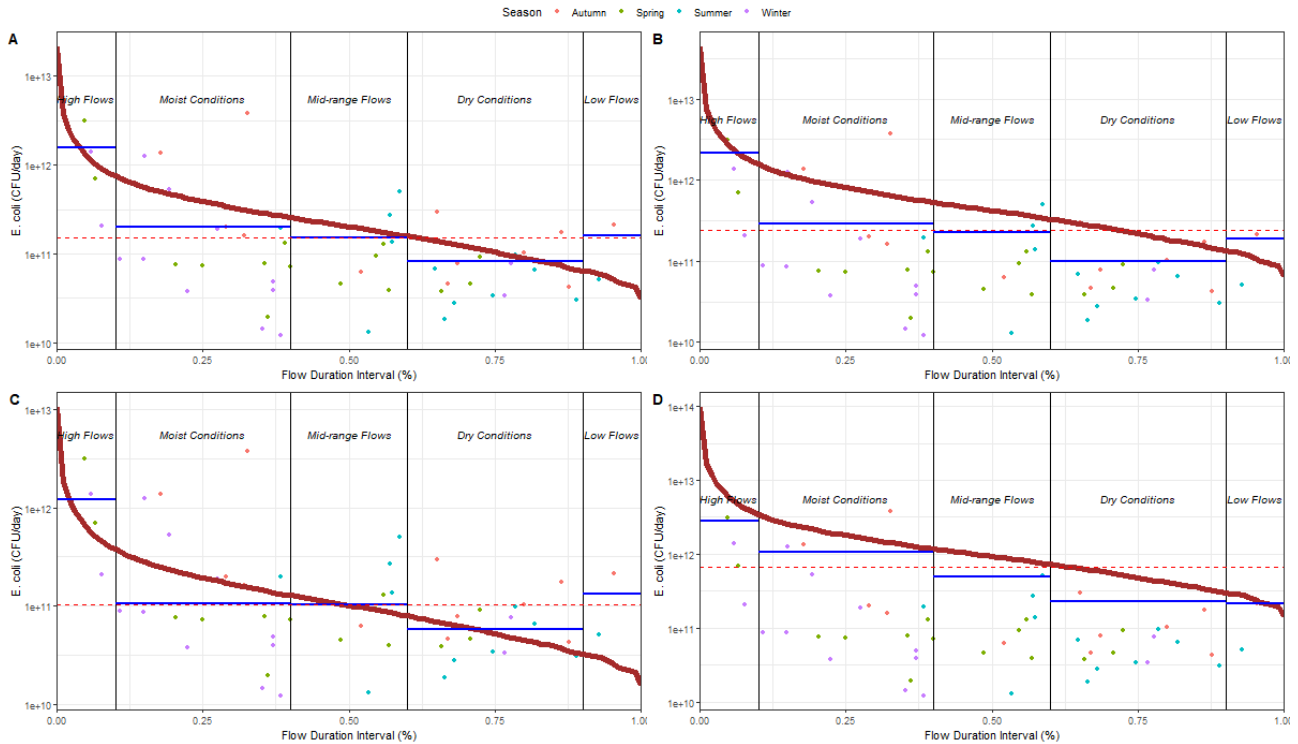 Season Autumn Spring Summer Winter
A
1e+13
1e+12
1e+11
1e+10
E. coli (CFU/day)
High Flows Moist Conditions Mid-range Flows Dry Conditions Low Flows
0.00 0.25 0.50 0.75 1.00
Flow Duration Interval (%)
B
1e+13
1e+12
1e+11
1e+10
E. coli (CFU/day)
High Flows Moist Conditions Mid-range Flows Dry Conditions Low Flows
0.00 0.25 0.50 0.75 1.00
Flow Duration Interval (%)
C
1e+13
1e+12
1e+11
1e+10
E. coli (CFU/day)
High Flows Moist Conditions Mid-range Flows Dry Conditions Low Flows
0.00 0.25 0.50 0.75 1.00
Flow Duration Interval (%)
D
1e+14
1e+13
1e+12
1e+11
1e+10
E. coli (CFU/day)
High Flows Moist Conditions Mid-range Flows Dry Conditions Low Flows
0.00 0.25 0.50 0.75 1.00
Flow Duration Interval (%)